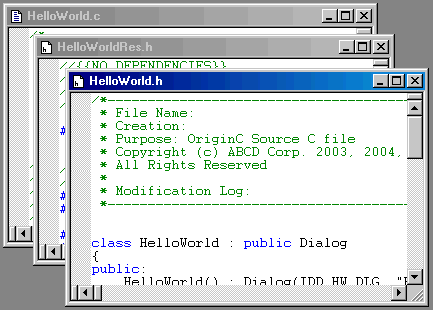 HelloWorld.c
/*
HelloWorldRes.h
//{{NO_DEPENDENCIES}}
HelloWorld.h
/*------------------------------------------
* File Name:
* Creation:
* Purpose: OriginC Source C file
* Copyright (c) ABCD Corp. 2003, 2004,
* All Rights Reserved
*
* Modification Log:
*------------------------------------------
class HelloWorld : public Dialog
{
public:
HelloWorld() : Dialog(IDD_HW_DLG,